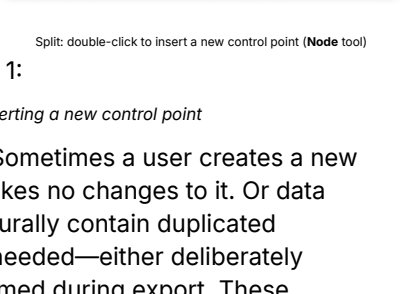 Split: double-click to insert a new control point (Node tool)
1:
erting a new control point
Sometimes a user creates a new
kes no changes to it. Or data
urally contain duplicated
needed—either deliberately
med during export. These